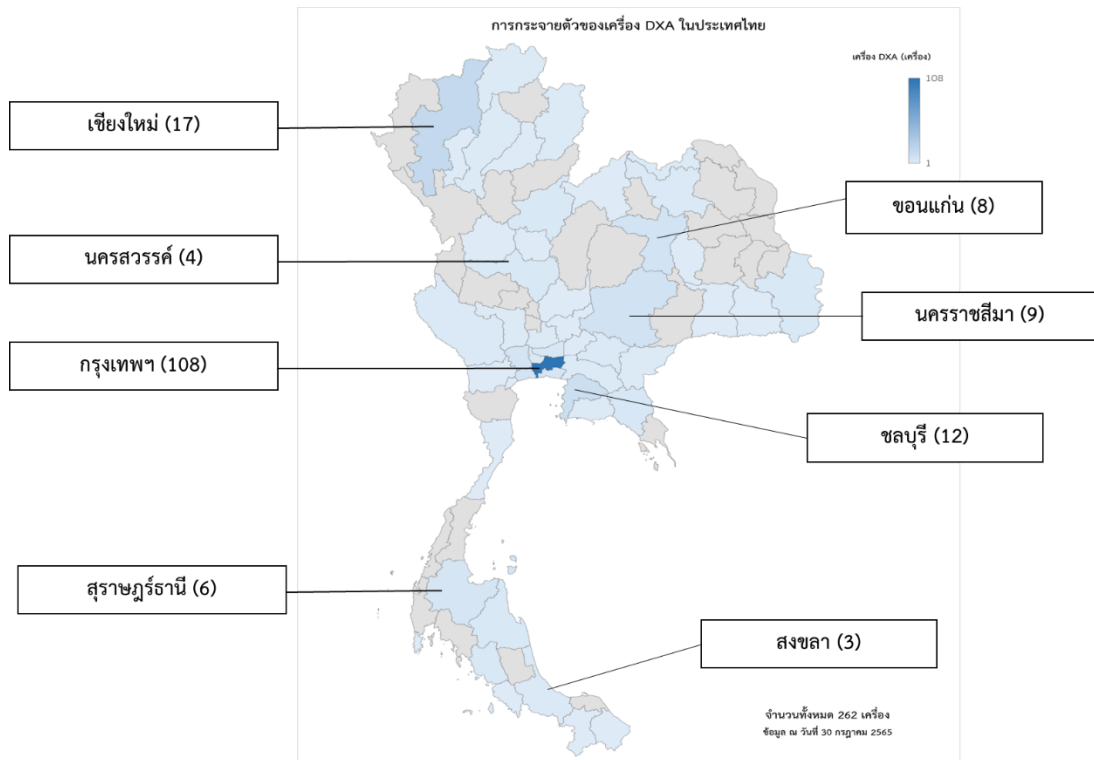 การกระจายตัวของเครื่อง DXA ในประเทศไทย
เครื่อง DXA (เครื่อง)
108
1
เชียงใหม่ (17)
ขอนแก่น (8)
นครสวรรค์ (4)
นครราชสีมา (9)
กรุงเทพฯ (108)
ชลบุรี (12)
สุราษฎร์ธานี (6)
สงขลา (3)
จำนวนทั้งหมด 262 เครื่อง
ข้อมูล ณ วันที่ 30 กรกฎาคม 2565